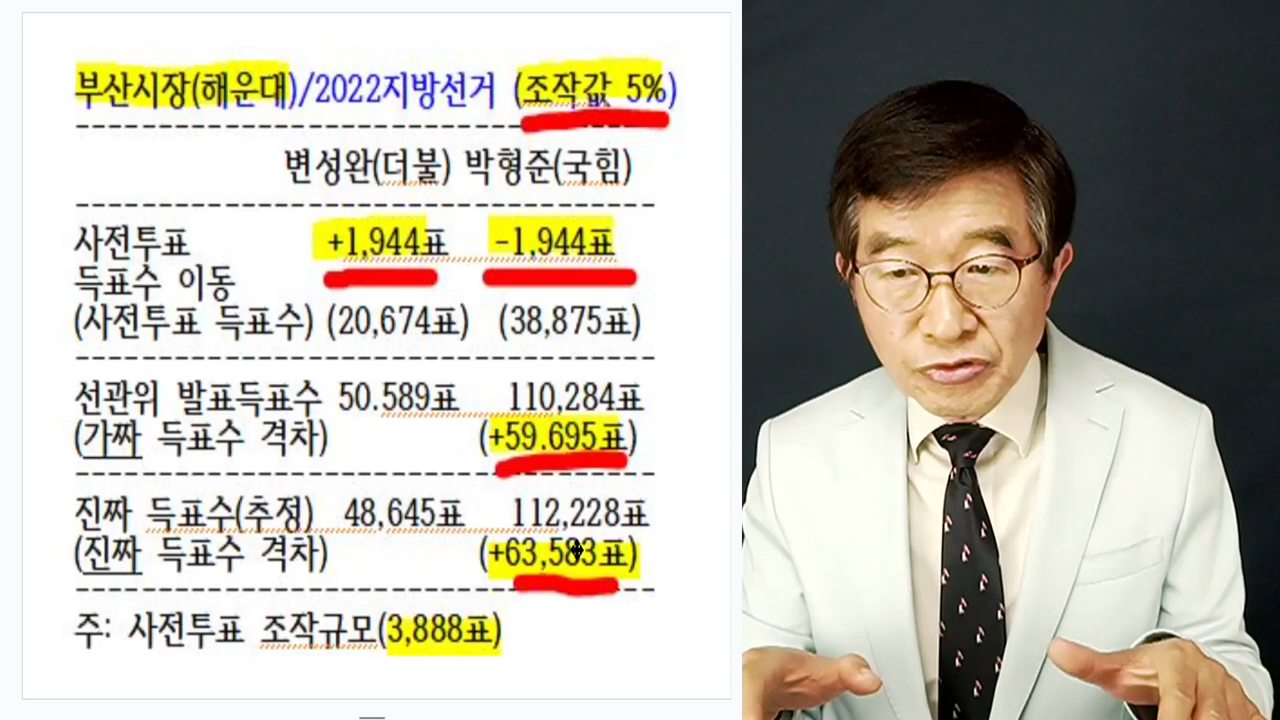 부산시장(해운대)/2022지방선거 (조작값 5%)
변성완(더불) 박형준(국힘)
사전투표 +1,944표 -1,944표
득표수 이동
(사전투표 득표수) (20,674표) (38,875표)
선관위 발표득표수 50.589표 110,284표
(가짜 득표수 격차) (+59.695표)
진짜 득표수(추정) 48,645표 112,228표
(진짜 득표수 격차) (+63,583표)
주: 사전투표 조작규모(3,888표)